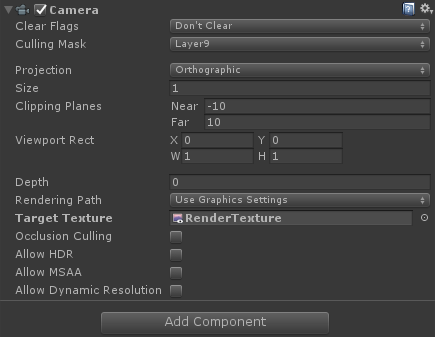 Camera
Clear Flags Don't Clear
Culling Mask Layer9
Projection Orthographic
Size 1
Clipping Planes Near -10
Far 10
Viewport Rect X 0 Y 0
W 1 H 1
Depth 0
Rendering Path Use Graphics Settings
Target Texture RenderTexture
Occlusion Culling
Allow HDR
Allow MSAA
Allow Dynamic Resolution
Add Component